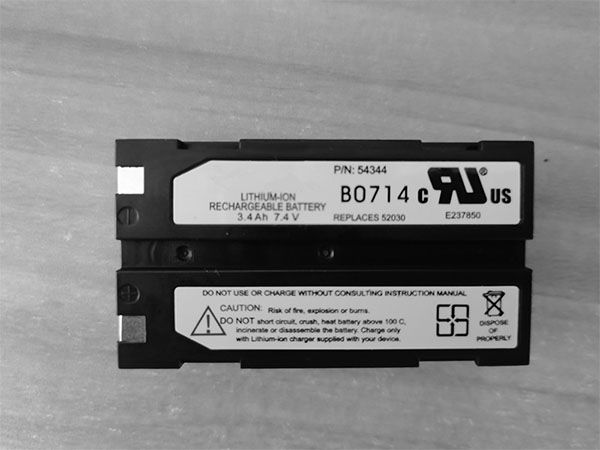 P/N: 54344
LITHIUM-ION
RECHARGEABLE BATTERY
3.4 Ah 7.4 V
B0714
REPLACES 52030
c RU® US
E237850
DO NOT USE OR CHARGE WITHOUT CONSULTING INSTRUCTION MANUAL
CAUTION: Risk of fire, explosion or burns.
DO NOT short circuit, crush, heat battery above 100 C,
incinerate or disassemble the battery. Charge only
with Lithium-ion charger supplied with your device.
DISPOSE
OF
PROPERLY